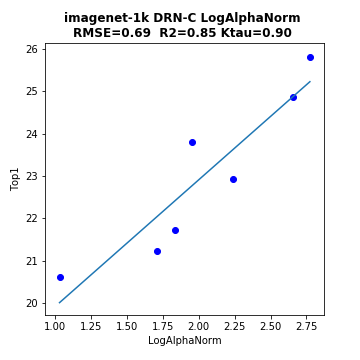 imagenet-1k DRN-C LogAlphaNorm
RMSE=0.69 R2=0.85 Ktau=0.90
26
25
24
23
22
21
20
Top1
1.00 1.25 1.50 1.75 2.00 2.25 2.50 2.75
LogAlphaNorm